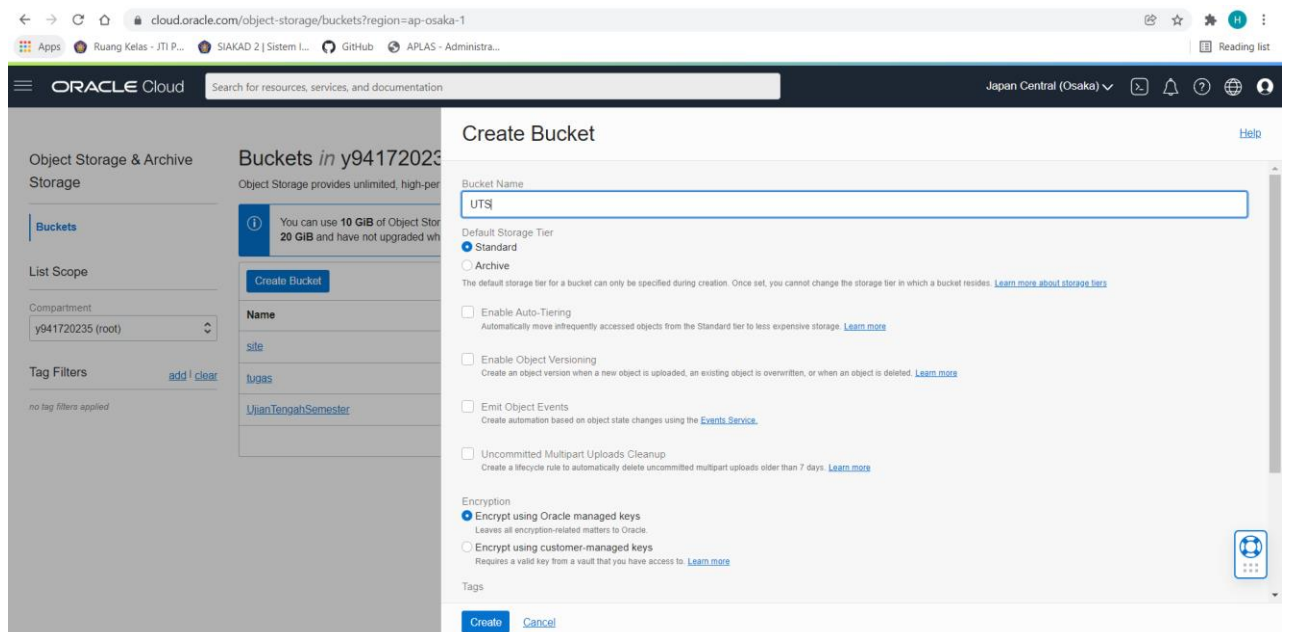 cloud.oracle.com/object-storage/buckets?region=ap-osaka-1
H
Apps
Ruang Kelas - JTI P...
SIAKAD 2 | Sistem I...
GitHub
APLAS - Administra...
Reading list
ORACLE Cloud
Search for resources, services, and documentation
Japan Central (Osaka)
Object Storage & Archive
Storage
Buckets
List Scope
Compartment
y941720235 (root)
Tag Filters
add | clear
no tag filters applied
Buckets in y94172023
Object Storage provides unlimited, high-per
You can use 10 GiB of Object Stor
20 GiB and have not upgraded wh
Create Bucket
Name
site
tugas
UjianTengahSemester
Create Bucket
Help
Bucket Name
UTS
Default Storage Tier
Standard
Archive
The default storage tier for a bucket can only be specified during creation. Once set, you cannot change the storage tier in which a bucket resides. Learn more about storage tiers
Enable Auto-Tiering
Automatically move infrequently accessed objects from the Standard tier to less expensive storage. Learn more
Enable Object Versioning
Create an object version when a new object is uploaded, an existing object is overwritten, or when an object is deleted. Learn more
Emit Object Events
Create automation based on object state changes using the Events Service.
Uncommitted Multipart Uploads Cleanup
Create a lifecycle rule to automatically delete uncommitted multipart uploads older than 7 days. Learn more
Encryption
Encrypt using Oracle managed keys
Leaves all encryption-related matters to Oracle.
Encrypt using customer-managed keys
Requires a valid key from a vault that you have access to. Learn more
Tags
Create
Cancel